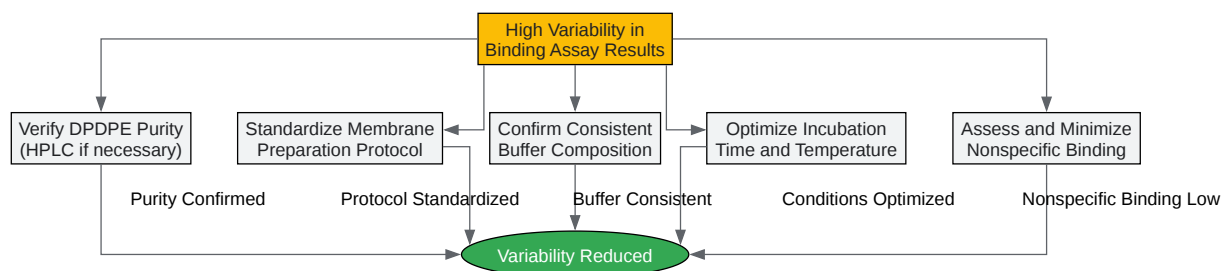 High Variability in
Binding Assay Results
Verify DPDPE Purity
(HPLC if necessary)
Standardize Membrane
Preparation Protocol
Confirm Consistent
Buffer Composition
Optimize Incubation
Time and Temperature
Assess and Minimize
Nonspecific Binding
Purity Confirmed
Protocol Standardized
Buffer Consistent
Conditions Optimized
Nonspecific Binding Low
Variability Reduced